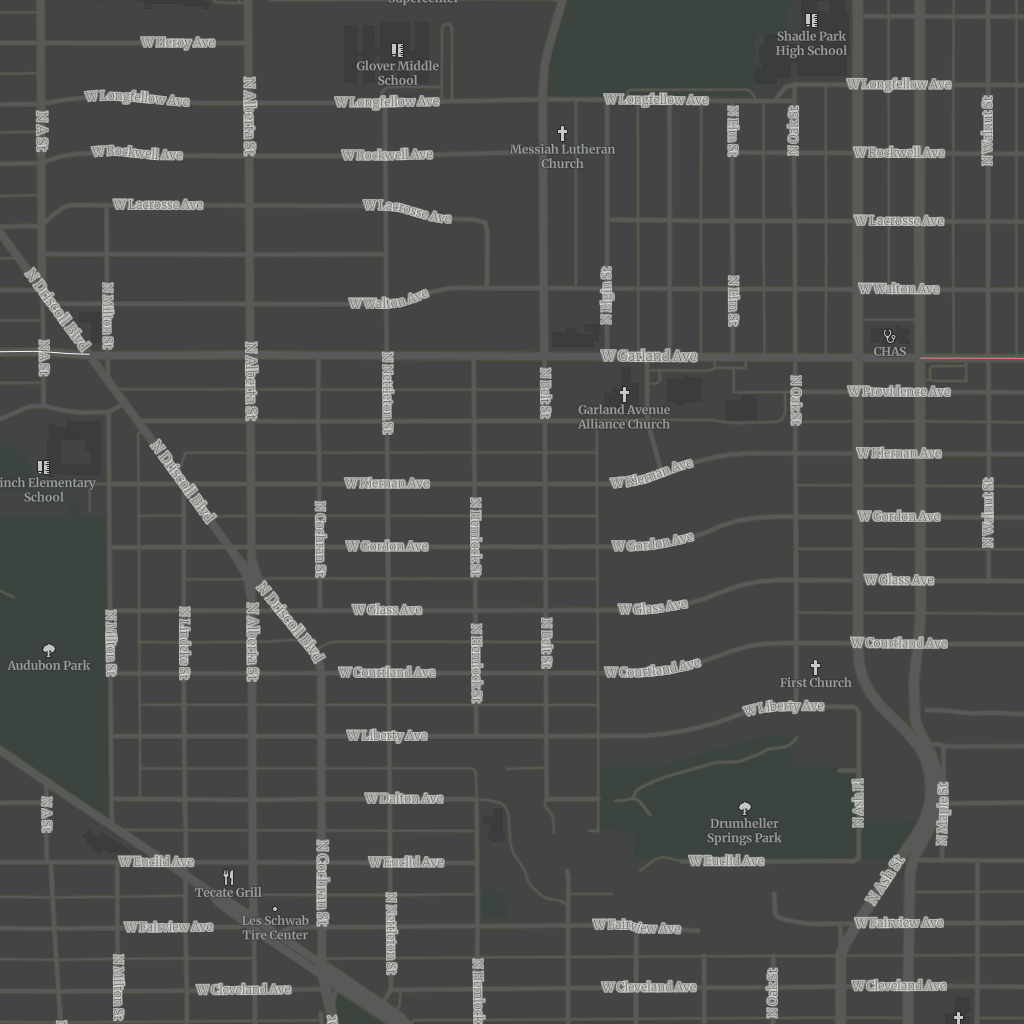 Supercenter
W Heroy Ave
Glover Middle
School
Shadle Park
High School
W Longfellow Ave
W Longfellow Ave
W Longfellow Ave
W Longfellow Ave
N A St
N Alberta St
N Elm St
N Oak St
N Walnut St
Messiah Lutheran
Church
W Rockwell Ave
W Rockwell Ave
W Rockwell Ave
W Lacrosse Ave
W Lacrosse Ave
W Lacrosse Ave
N Driscoll Blvd
N Milton St
N Elgin St
N Elm St
W Walton Ave
W Walton Ave
N A St
N Alberta St
N Nettleton St
N Belt St
W Garland Ave
CHAS
Garland Avenue
Alliance Church
N Oak St
W Providence Ave
W Kiernan Ave
W Kiernan Ave
W Kiernan Ave
inch Elementary
School
N Driscoll Blvd
N Cochran St
N Hemlock St
N Walnut St
W Gordon Ave
W Gordon Ave
W Gordon Ave
W Glass Ave
W Glass Ave
W Glass Ave
N Driscoll Blvd
N Milton St
N Lindeke St
N Alberta St
N Hemlock St
N Belt St
Audubon Park
W Courtland Ave
W Courtland Ave
W Courtland Ave
First Church
W Liberty Ave
W Liberty Ave
N A St
W Dalton Ave
Drumheller
Springs Park
N Ash Pl
N Maple St
W Euclid Ave
W Euclid Ave
W Euclid Ave
Tecate Grill
N Cochran St
N Ash St
Les Schwab
Tire Center
W Fairview Ave
W Fairview Ave
W Fairview Ave
N Nettleton St
N Milton St
N Hemlock St
N Oak St
W Cleveland Ave
W Cleveland Ave
W Cleveland Ave